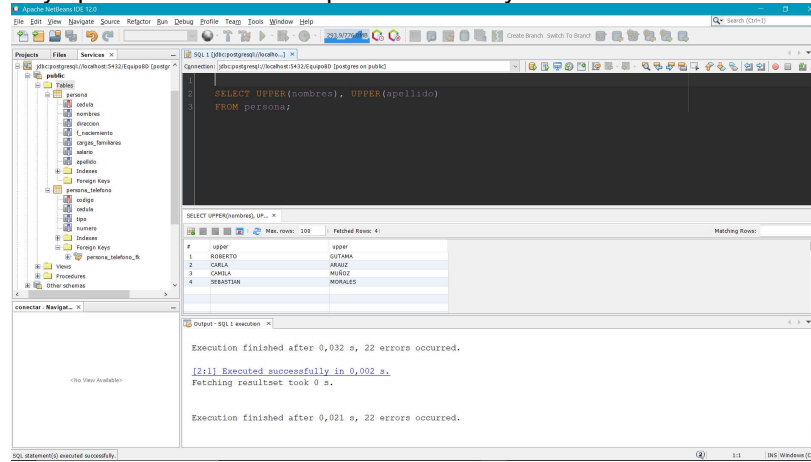 Apache NetBeans IDE 12.0
File Edit View Navigate Source Refactor Run Debug Profile Team Tools Window Help
Search (Ctrl+I)
Create Branch Switch To Branch
Projects Files Services
SQL 1 [jdbc:postgresql://localho...]
jdbc:postgresql://localhost:5432/EquipoBD [postgr
Connection: jdbc:postgresql://localhost:5432/EquipoBD [postgres on public]
public
Tables
persona
cedula
nombres
direccion
f_naciemiento
cargas_familiares
salario
apellido
Indexes
Foreign Keys
persona_telefono
codigo
cedula
tipo
numero
Indexes
Foreign Keys
persona_telefono_fk
Views
Procedures
Other schemas
1
2 SELECT UPPER(nombres), UPPER(apellido)
3 FROM persona;
SELECT UPPER(nombres), UP...
Max. rows: 100 Fetched Rows: 4
Matching Rows:
# upper upper
1 ROBERTO GUTAMA
2 CARLA ARAUZ
3 CAMILA MUÑOZ
4 SEBASTIAN MORALES
conectar - Navigat...
<No View Available>
Output - SQL 1 execution
Execution finished after 0,032 s, 22 errors occurred.
[2:1] Executed successfully in 0,002 s.
Fetching resultset took 0 s.
Execution finished after 0,021 s, 22 errors occurred.
SQL statement(s) executed successfully.
1:1 INS Windows